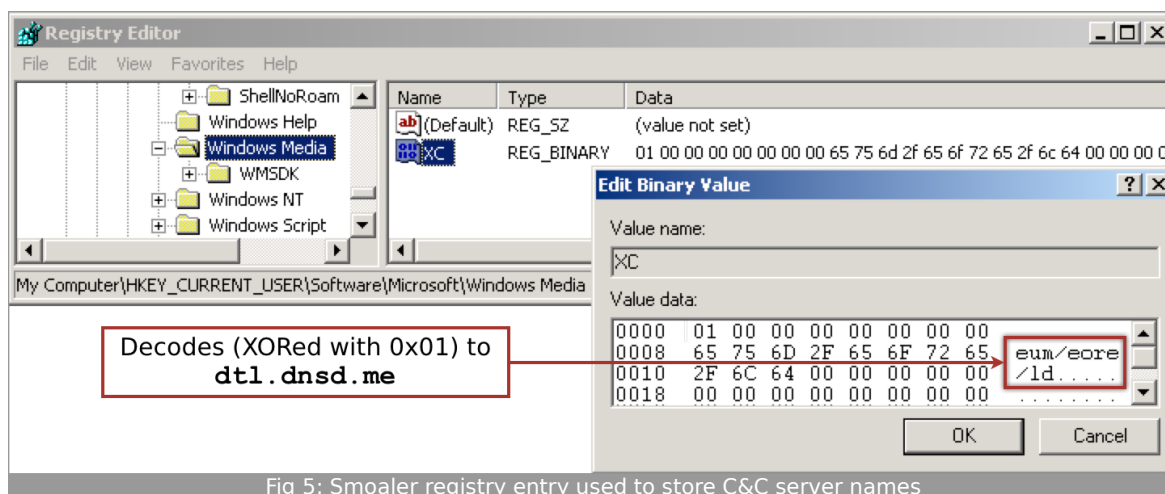 Registry Editor
File Edit View Favorites Help
ShellNoRoam
Windows Help
Windows Media
WMSDK
Windows NT
Windows Script
Name Type Data
(Default) REG_SZ (value not set)
XC REG_BINARY 01 00 00 00 00 00 00 00 65 75 6d 2f 65 6f 72 65 2f 6c 64 00 00 00 0
My Computer\HKEY_CURRENT_USER\Software\Microsoft\Windows Media
Edit Binary Value
Value name:
XC
Value data:
0000 01 00 00 00 00 00 00 00 ........
0008 65 75 6D 2F 65 6F 72 65 eum/eore
0010 2F 6C 64 00 00 00 00 00 /ld.....
0018 00 00 00 00 00 00 00 00 ........
OK Cancel
Decodes (XORed with 0x01) to
dtl.dnsd.me
Fig 5: Smoaler registry entry used to store C&C server names